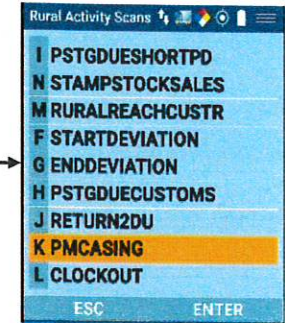 Rural Activity Scans
I PSTGDUESHORTPD
N STAMPSTOCKSALES
M RURALREACHCUSTR
F STARTDEVIATION
G ENDDEVIATION
H PSTGDUECUSTOMS
J RETURN2DU
K PMCASING
L CLOCKOUT
ESC ENTER